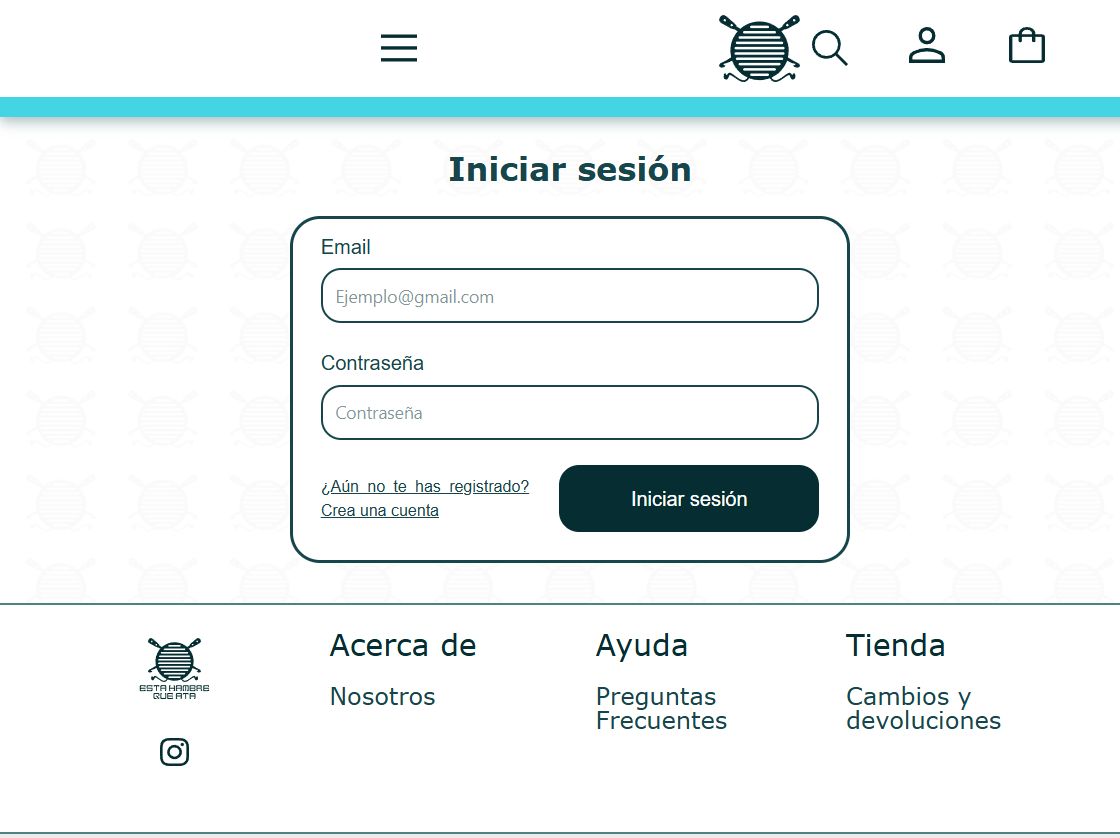 Iniciar sesión
Email
Ejemplo@gmail.com
Contraseña
Contraseña
¿Aún no te has registrado?
Crea una cuenta
Iniciar sesión
ESTA HAMBRE
QUE ATA
Acerca de
Nosotros
Ayuda
Preguntas
Frecuentes
Tienda
Cambios y
devoluciones